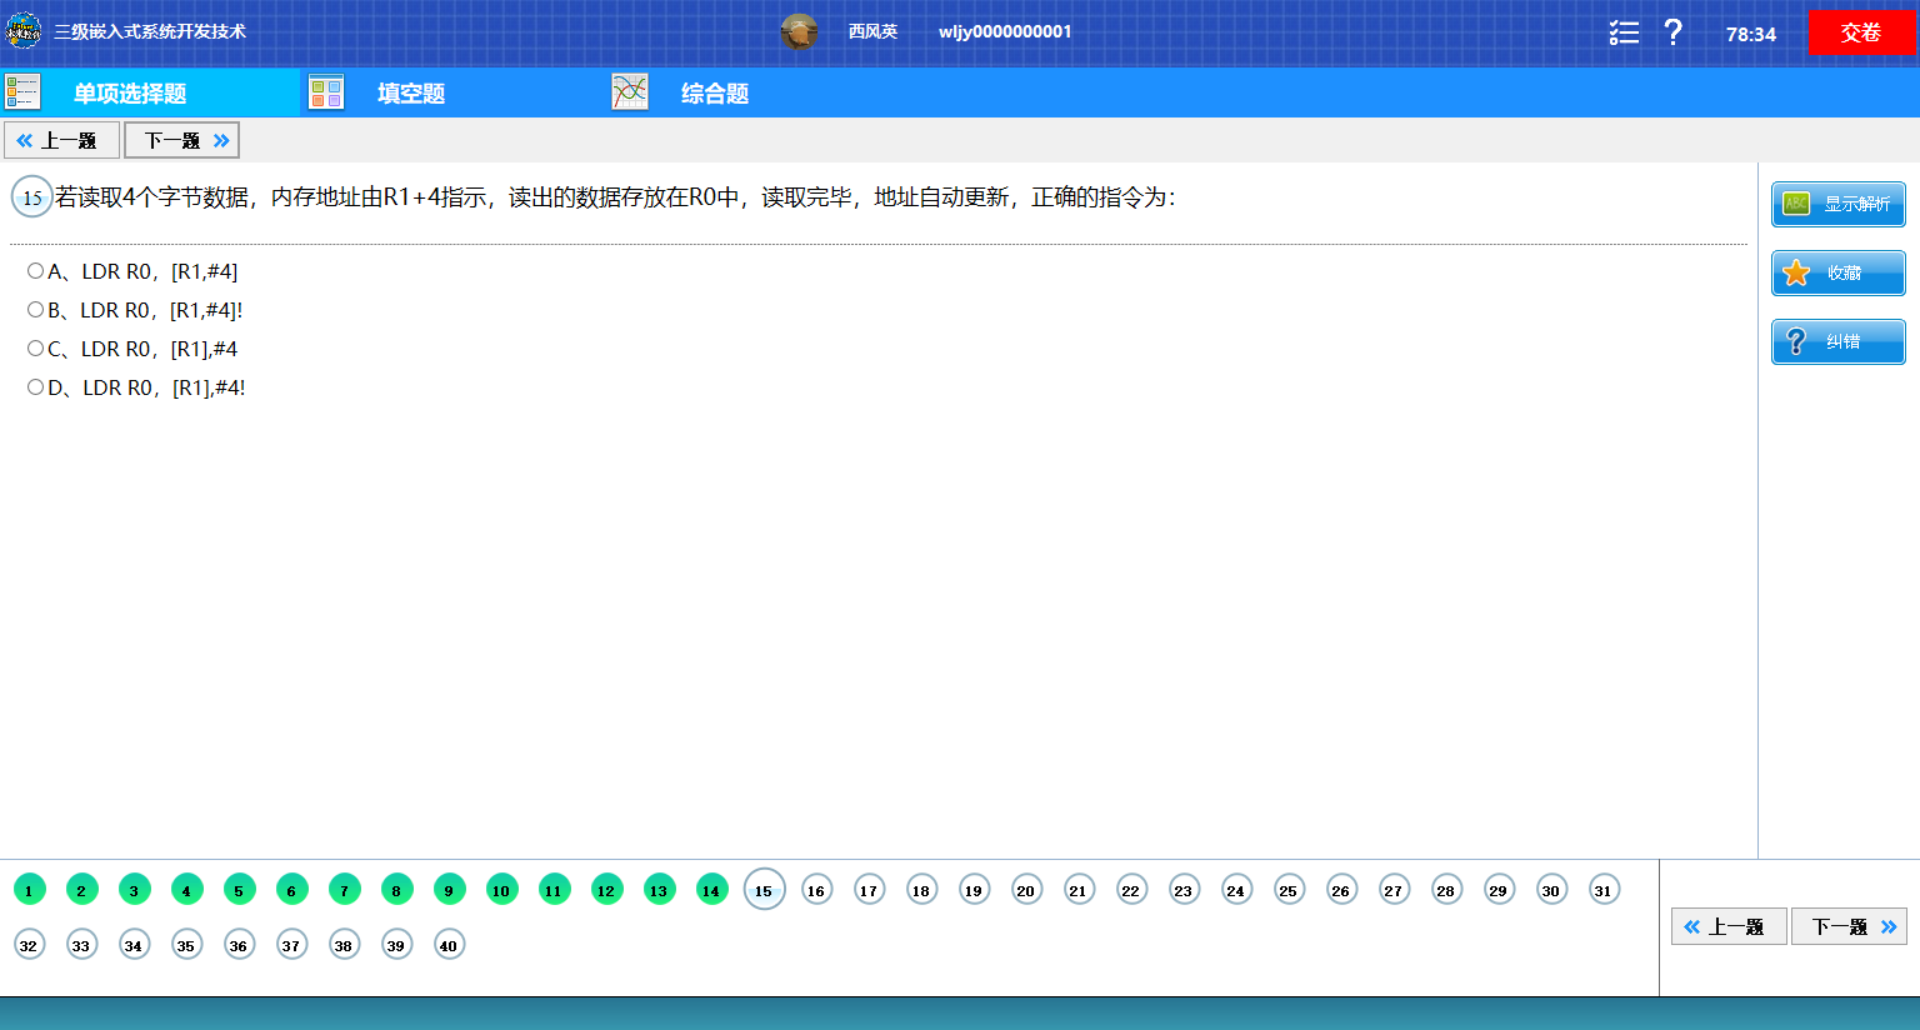 三级嵌入式系统开发技术
西风英
wljy0000000001
78:34
交卷
单项选择题
填空题
综合题
上一题
下一题
15 若读取4个字节数据，内存地址由R1+4指示，读出的数据存放在R0中，读取完毕，地址自动更新，正确的指令为：
A、LDR R0，[R1,#4]
B、LDR R0，[R1,#4]!
C、LDR R0，[R1],#4
D、LDR R0，[R1],#4!
ABC 显示解析
收藏
纠错
1 2 3 4 5 6 7 8 9 10 11 12 13 14 15 16 17 18 19 20 21 22 23 24 25 26 27 28 29 30 31
32 33 34 35 36 37 38 39 40
上一题
下一题